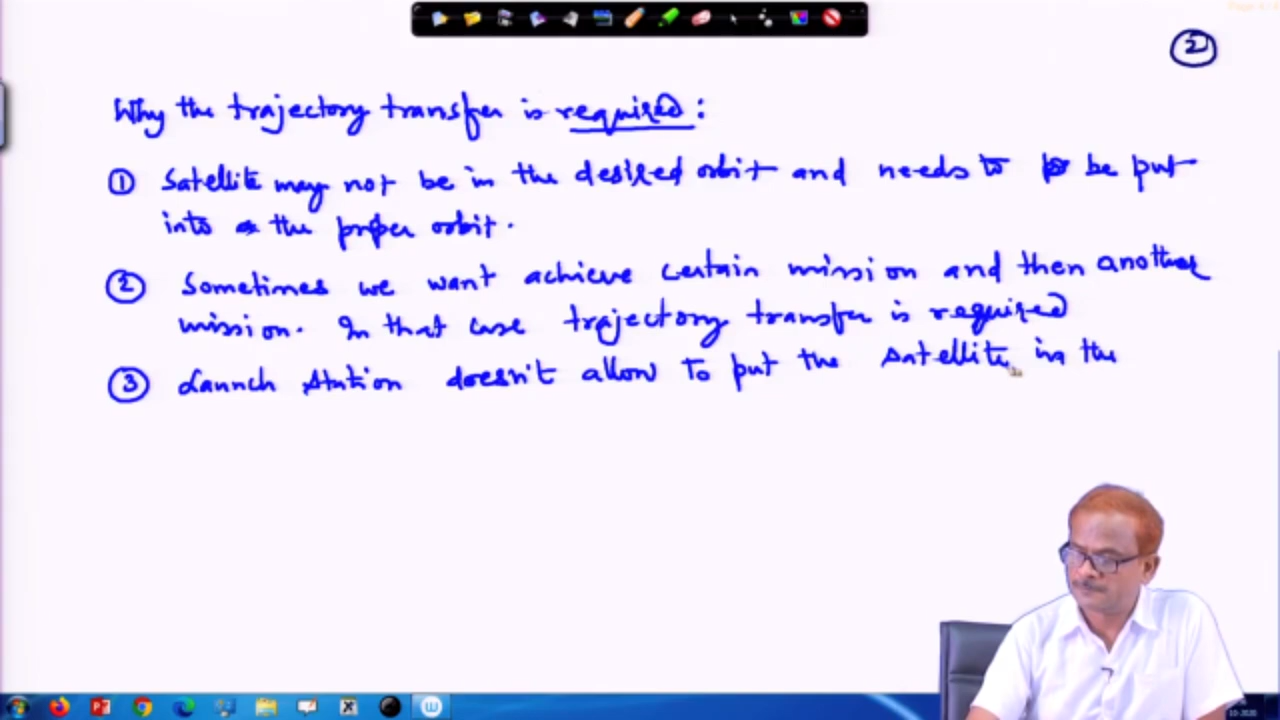 ②
Why the trajectory transfer is required:
① Satellite may not be in the desired orbit and needs to be put
into the proper orbit.
② Sometimes we want achieve certain mission and then another
mission. In that case trajectory transfer is required
③ Launch station doesn't allow to put the satellite in the